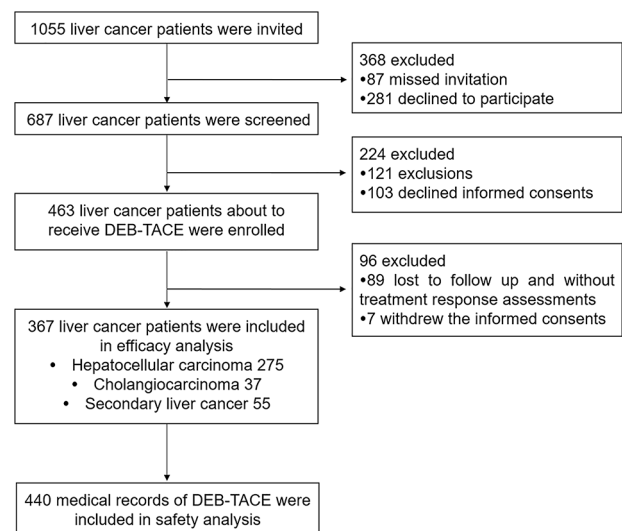 1055 liver cancer patients were invited
368 excluded
•87 missed invitation
•281 declined to participate
687 liver cancer patients were screened
224 excluded
•121 exclusions
•103 declined informed consents
463 liver cancer patients about to
receive DEB-TACE were enrolled
96 excluded
•89 lost to follow up and without
treatment response assessments
•7 withdrew the informed consents
367 liver cancer patients were included
in efficacy analysis
• Hepatocellular carcinoma 275
• Cholangiocarcinoma 37
• Secondary liver cancer 55
440 medical records of DEB-TACE were
included in safety analysis